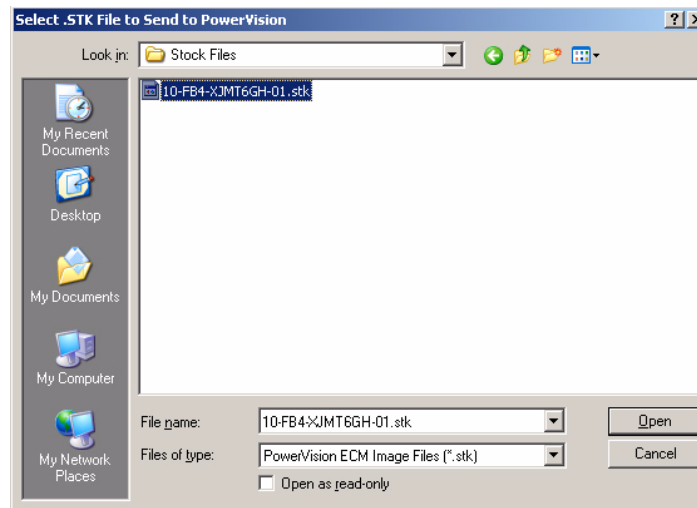 Select .STK File to Send to PowerVision
Look in: Stock Files
10-FB4-XJMT6GH-01.stk
My Recent
Documents
Desktop
My Documents
My Computer
My Network
Places
File name: 10-FB4-XJMT6GH-01.stk Open
Files of type: PowerVision ECM Image Files (*.stk) Cancel
Open as read-only